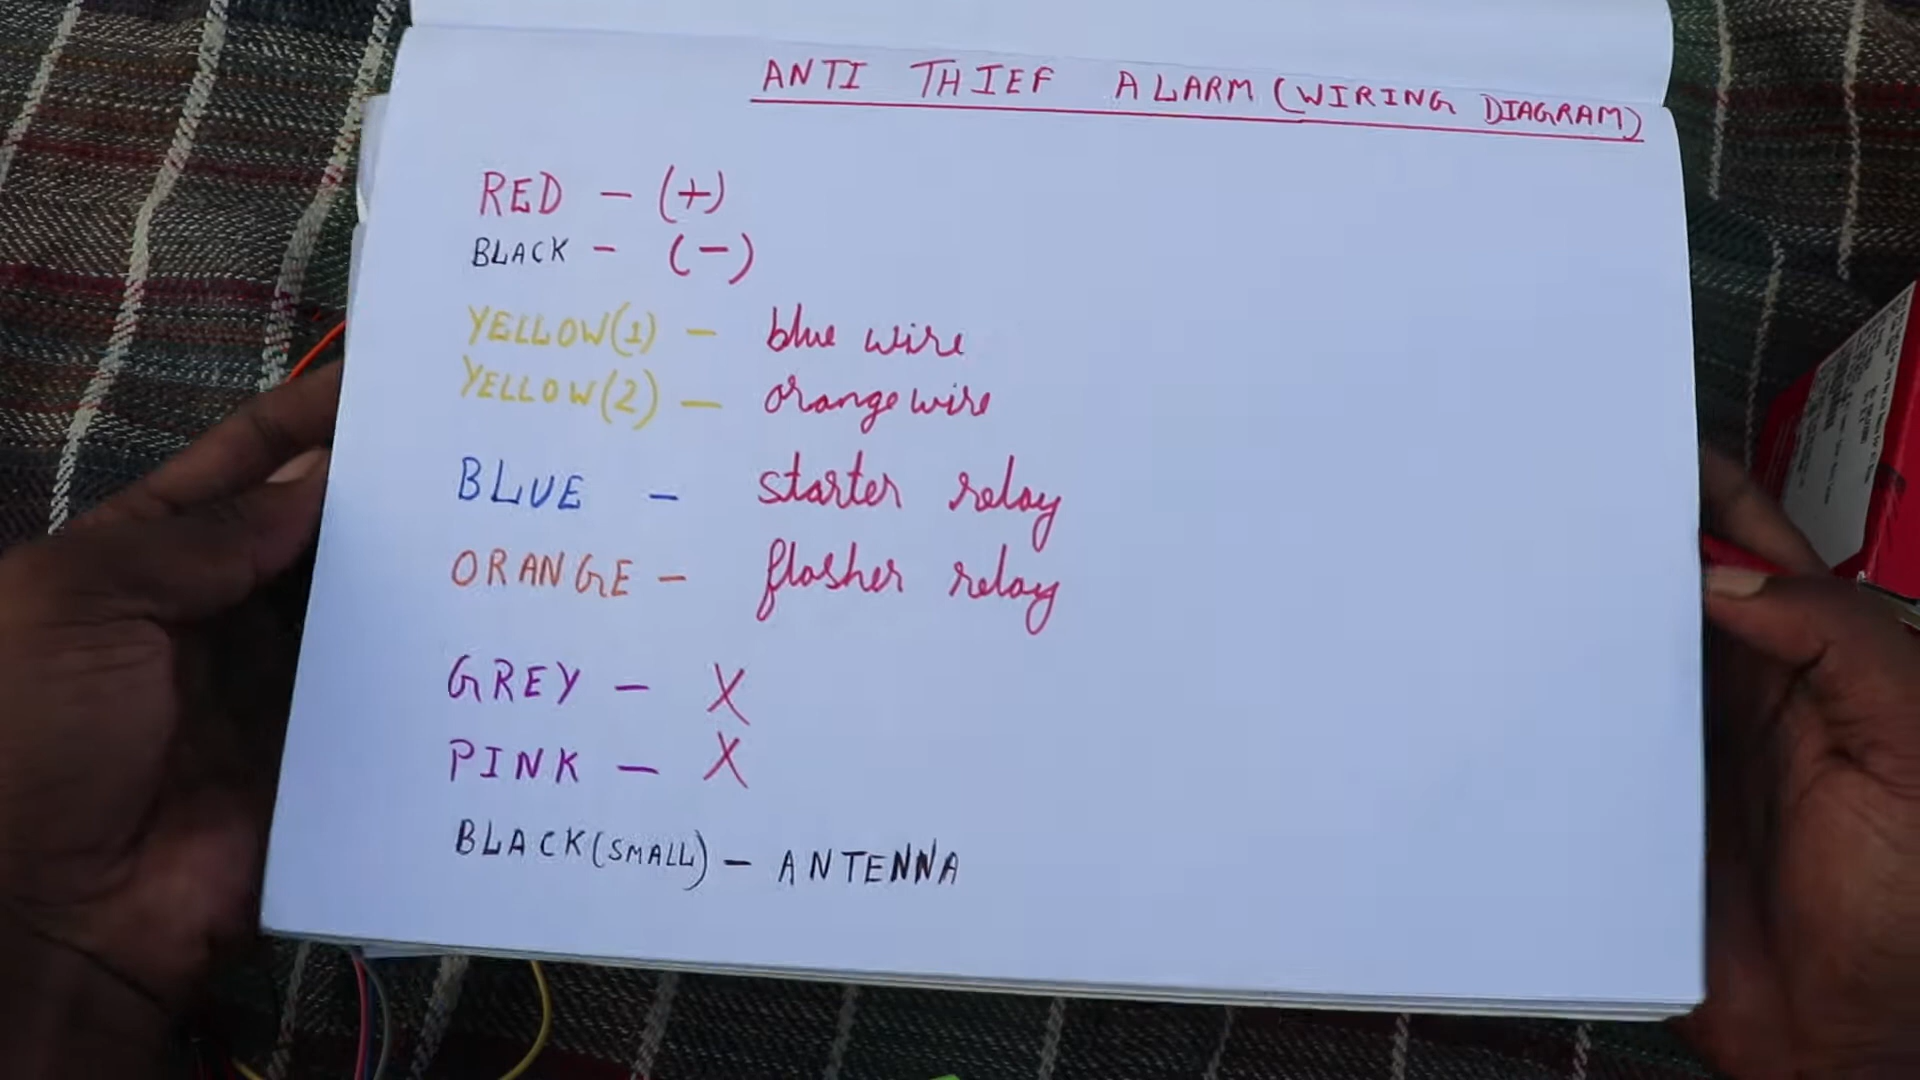 ANTI THIEF ALARM (WIRING DIAGRAM)
RED - (+)
BLACK - (-)
YELLOW(1) - blue wire
YELLOW(2) - orange wire
BLUE - starter relay
ORANGE - flasher relay
GREY - X
PINK - X
BLACK(SMALL) - ANTENNA